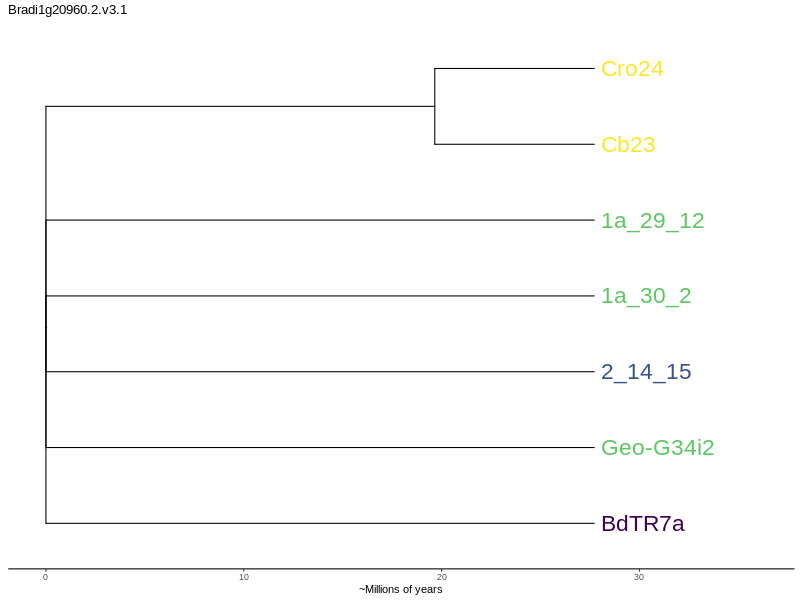 Bradi1g20960.2.v3.1
Cro24
Cb23
1a_29_12
1a_30_2
2_14_15
Geo-G34i2
BdTR7a
0 10 20 30
~Millions of years